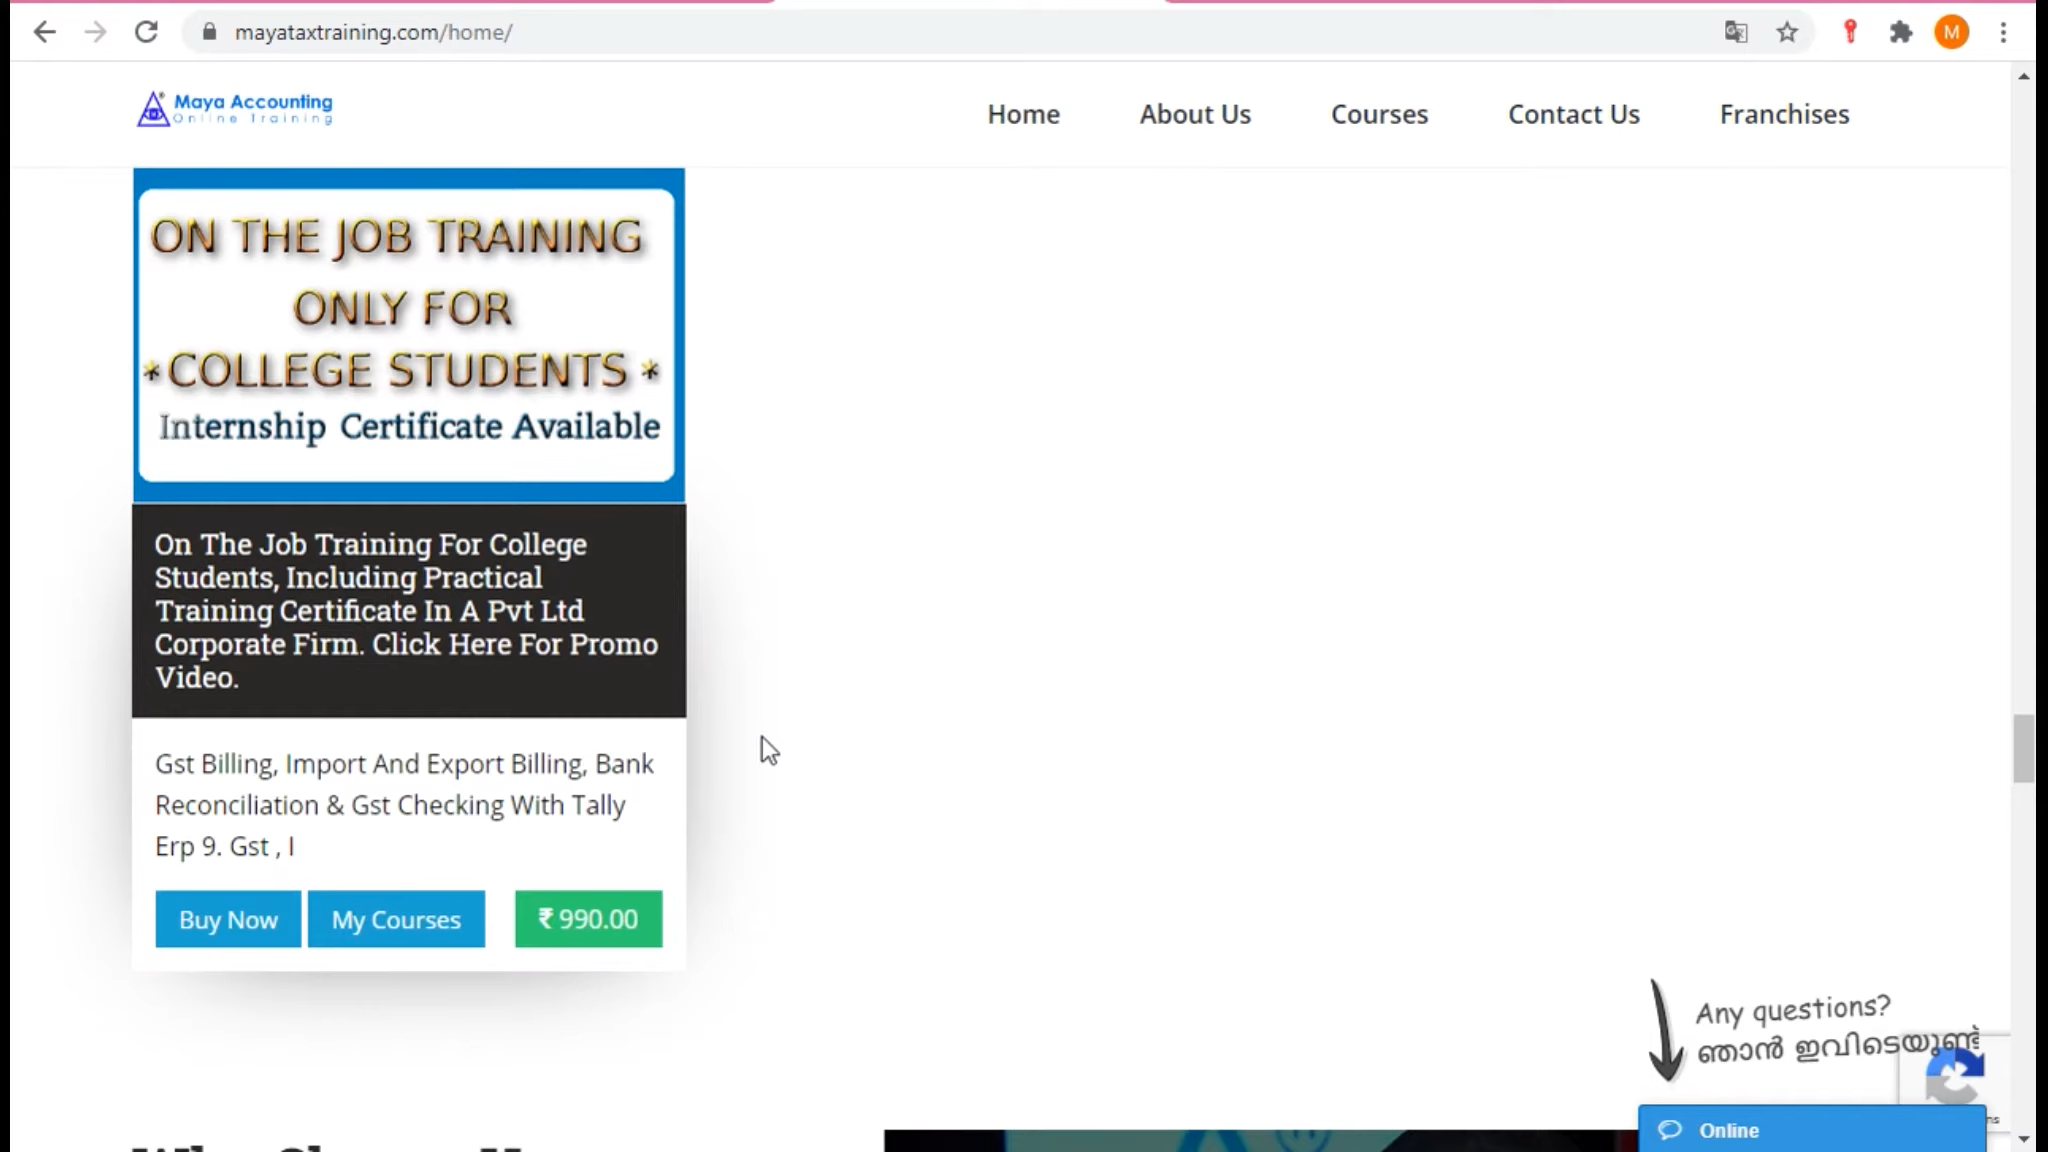 mayataxtraining.com/home/
M
Maya Accounting
Online Training
Home
About Us
Courses
Contact Us
Franchises
ON THE JOB TRAINING
ONLY FOR
*COLLEGE STUDENTS*
Internship Certificate Available
On The Job Training For College
Students, Including Practical
Training Certificate In A Pvt Ltd
Corporate Firm. Click Here For Promo
Video.
Gst Billing, Import And Export Billing, Bank
Reconciliation & Gst Checking With Tally
Erp 9. Gst , I
Buy Now
My Courses
₹ 990.00
Any questions?
ഞാൻ ഇവിടെയുണ്ട്
Online